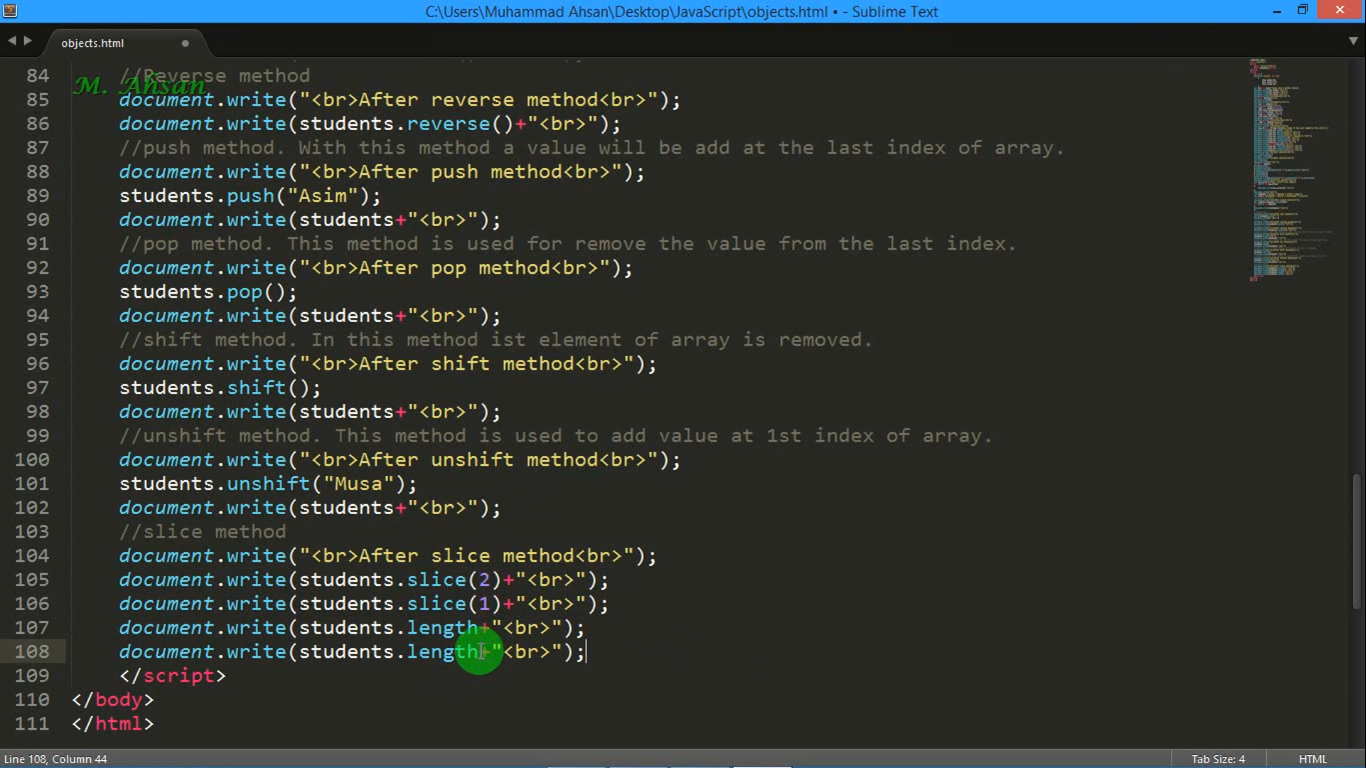 C:\Users\Muhammad Ahsan\Desktop\JavaScript\objects.html • - Sublime Text
objects.html
M. Ahsan
84 //Reverse method
85 document.write("<br>After reverse method<br>");
86 document.write(students.reverse()+"<br>");
87 //push method. With this method a value will be add at the last index of array.
88 document.write("<br>After push method<br>");
89 students.push("Asim");
90 document.write(students+"<br>");
91 //pop method. This method is used for remove the value from the last index.
92 document.write("<br>After pop method<br>");
93 students.pop();
94 document.write(students+"<br>");
95 //shift method. In this method ist element of array is removed.
96 document.write("<br>After shift method<br>");
97 students.shift();
98 document.write(students+"<br>");
99 //unshift method. This method is used to add value at 1st index of array.
100 document.write("<br>After unshift method<br>");
101 students.unshift("Musa");
102 document.write(students+"<br>");
103 //slice method
104 document.write("<br>After slice method<br>");
105 document.write(students.slice(2)+"<br>");
106 document.write(students.slice(1)+"<br>");
107 document.write(students.length+"<br>");
108 document.write(students.length+"<br>");
109 </script>
110 </body>
111 </html>
Line 108, Column 44
Tab Size: 4
HTML